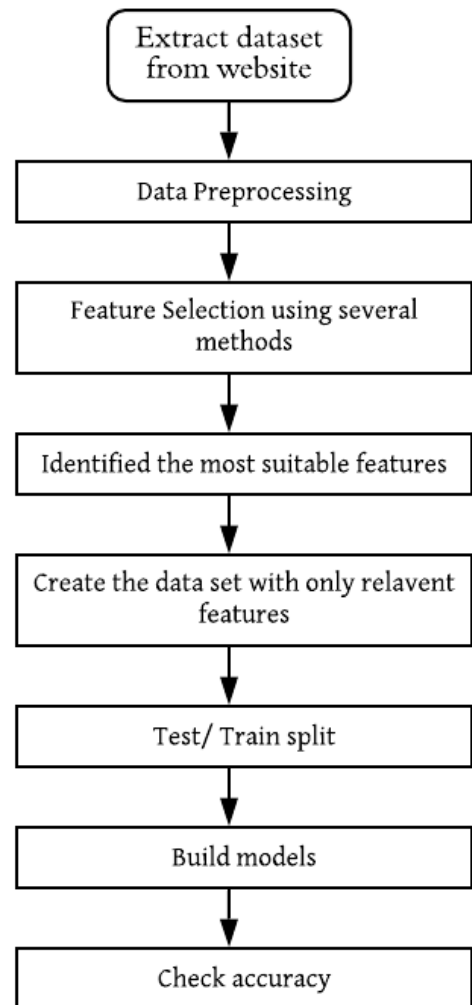 Extract dataset
from website
Data Preprocessing
Feature Selection using several
methods
Identified the most suitable features
Create the data set with only relavent
features
Test/ Train split
Build models
Check accuracy